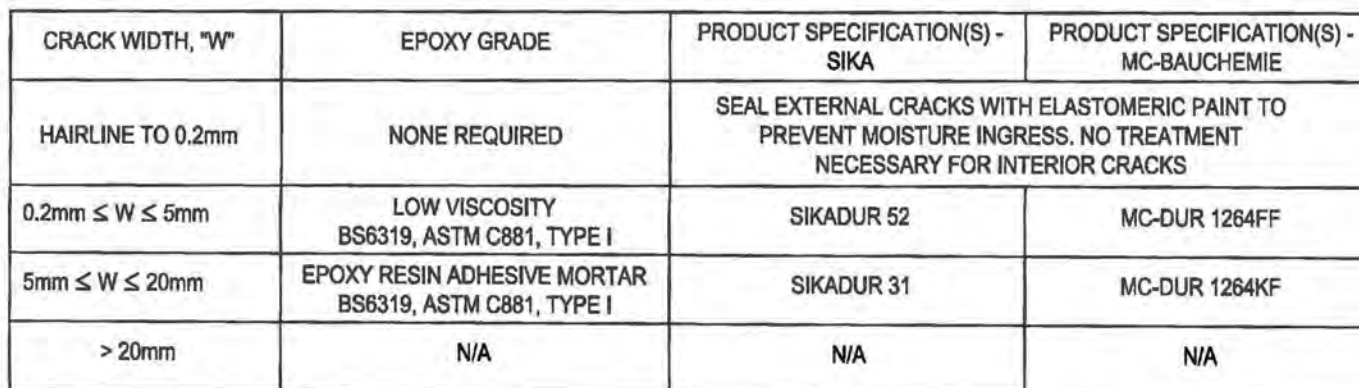 CRACK WIDTH, "W"
EPOXY GRADE
PRODUCT SPECIFICATION(S) -
SIKA
PRODUCT SPECIFICATION(S) -
MC-BAUCHEMIE
HAIRLINE TO 0.2mm
NONE REQUIRED
SEAL EXTERNAL CRACKS WITH ELASTOMERIC PAINT TO
PREVENT MOISTURE INGRESS. NO TREATMENT
NECESSARY FOR INTERIOR CRACKS
0.2mm ≤ W ≤ 5mm
LOW VISCOSITY
BS6319, ASTM C881, TYPE I
SIKADUR 52
MC-DUR 1264FF
5mm ≤ W ≤ 20mm
EPOXY RESIN ADHESIVE MORTAR
BS6319, ASTM C881, TYPE I
SIKADUR 31
MC-DUR 1264KF
> 20mm
N/A
N/A
N/A